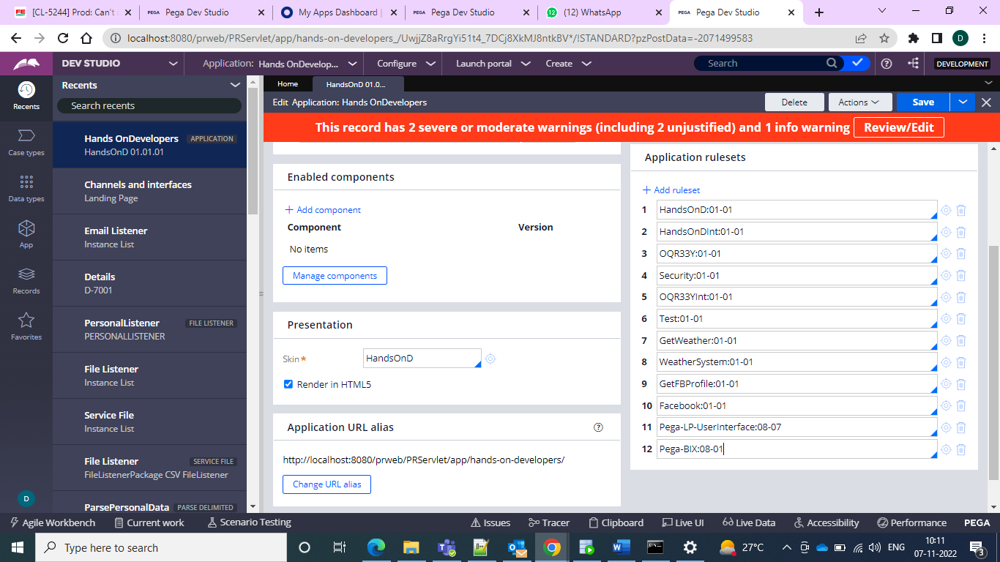 [CL-5244] Prod: Can't
Pega Dev Studio
My Apps Dashboard |
Pega Dev Studio
(12) WhatsApp
Pega Dev Studio
localhost:8080/prweb/PRServlet/app/hands-on-developers_/UwjjZ8aRrgYi51t4_7DCj8XkMJ8ntkBV*/!STANDARD?pzPostData=-2071499583
D
DEV STUDIO
Application: Hands OnDevelop...
Configure
Launch portal
Create
Search
DEVELOPMENT
Recents
Case types
Data types
App
Records
Favorites
D
Recents
Search recents
Hands OnDevelopers APPLICATION
HandsOnD 01.01.01
Channels and interfaces
Landing Page
Email Listener
Instance List
Details
D-7001
PersonalListener FILE LISTENER
PERSONALLISTENER
File Listener
Instance List
Service File
Instance List
File Listener SERVICE FILE
FileListenerPackage CSV FileListener
ParsePersonalData PARSE DELIMITED
Home
HandsOnD 01.0...
Edit Application: Hands OnDevelopers
Delete
Actions
Save
This record has 2 severe or moderate warnings (including 2 unjustified) and 1 info warning
Review/Edit
Enabled components
+ Add component
Component Version
No items
Manage components
Presentation
Skin* HandsOnD
Render in HTML5
Application URL alias
http://localhost:8080/prweb/PRServlet/app/hands-on-developers/
Change URL alias
Application rulesets
+ Add ruleset
1 HandsOnD:01-01
2 HandsOnDInt:01-01
3 OQR33Y:01-01
4 Security:01-01
5 OQR33YInt:01-01
6 Test:01-01
7 GetWeather:01-01
8 WeatherSystem:01-01
9 GetFBProfile:01-01
10 Facebook:01-01
11 Pega-LP-UserInterface:08-07
12 Pega-BIX:08-01
Agile Workbench
Current work
Scenario Testing
Issues
Tracer
Clipboard
Live UI
Live Data
Accessibility
Performance
PEGA
Type here to search
27°C
ENG
10:11
07-11-2022
3